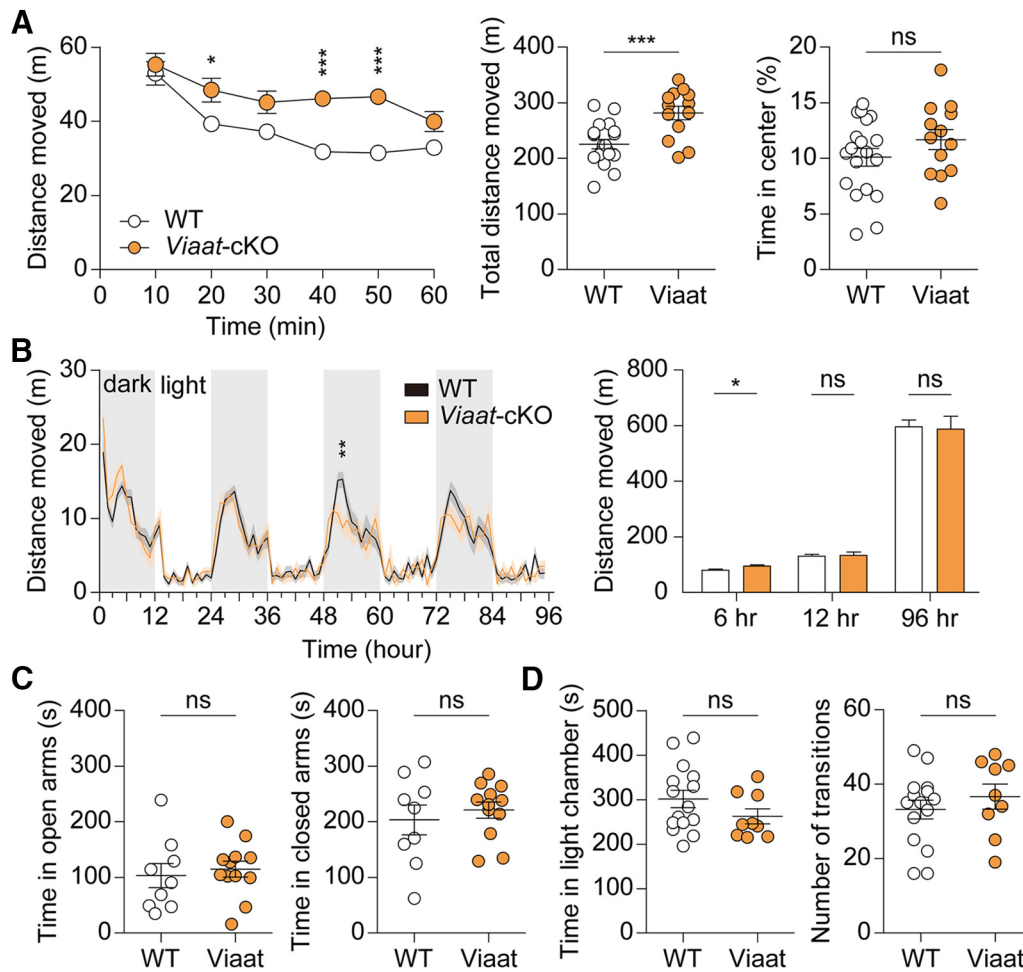 A
Distance moved (m)
60
40
20
0
* *** ***
WT
Viaat-cKO
0 10 20 30 40 50 60
Time (min)
Total distance moved (m)
400
300
200
100
0
***
WT Viaat
Time in center (%)
20
15
10
5
0
ns
WT Viaat
B
Distance moved (m)
30
20
10
0
dark light
WT
Viaat-cKO
**
0 12 24 36 48 60 72 84 96
Time (hour)
Distance moved (m)
800
600
400
200
0
* ns ns
6 hr 12 hr 96 hr
C
Time in open arms (s)
400
300
200
100
0
ns
WT Viaat
Time in closed arms (s)
400
300
200
100
0
ns
WT Viaat
D
Time in light chamber (s)
500
400
300
200
100
0
ns
WT Viaat
Number of transitions
60
40
20
0
ns
WT Viaat